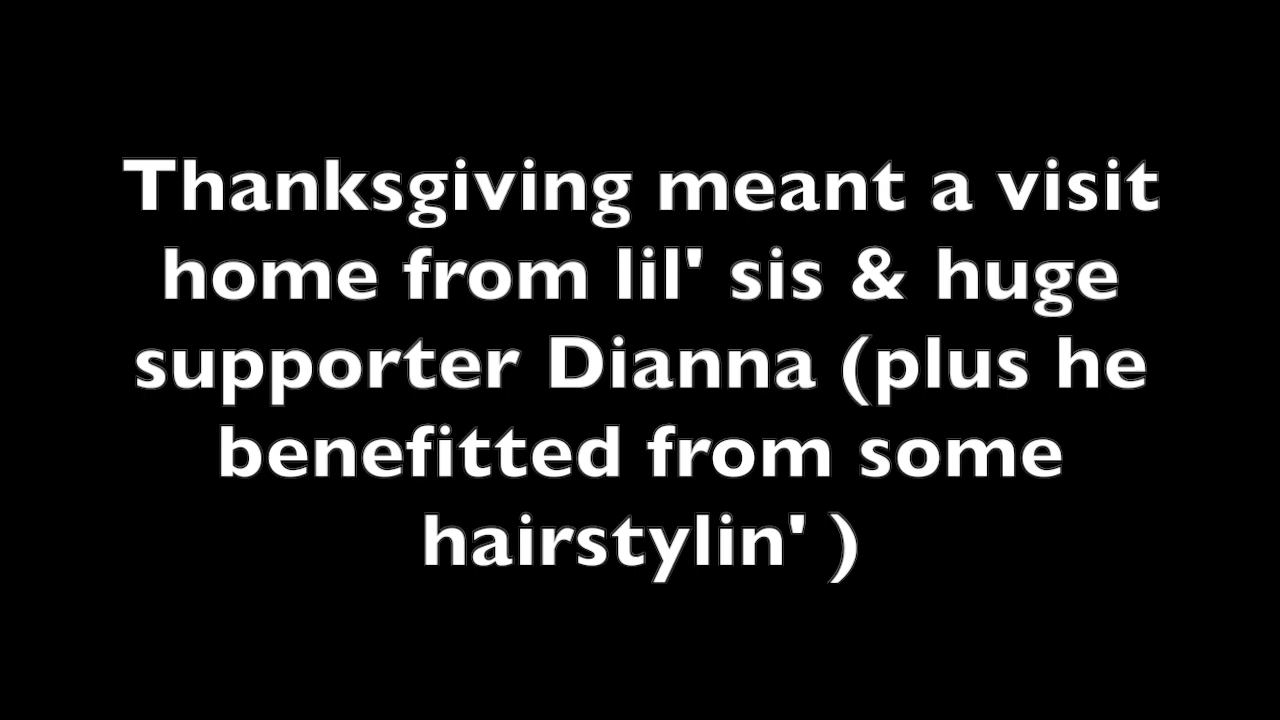 Thanksgiving meant a visit
home from lil' sis & huge
supporter Dianna (plus he
benefitted from some
hairstylin' )